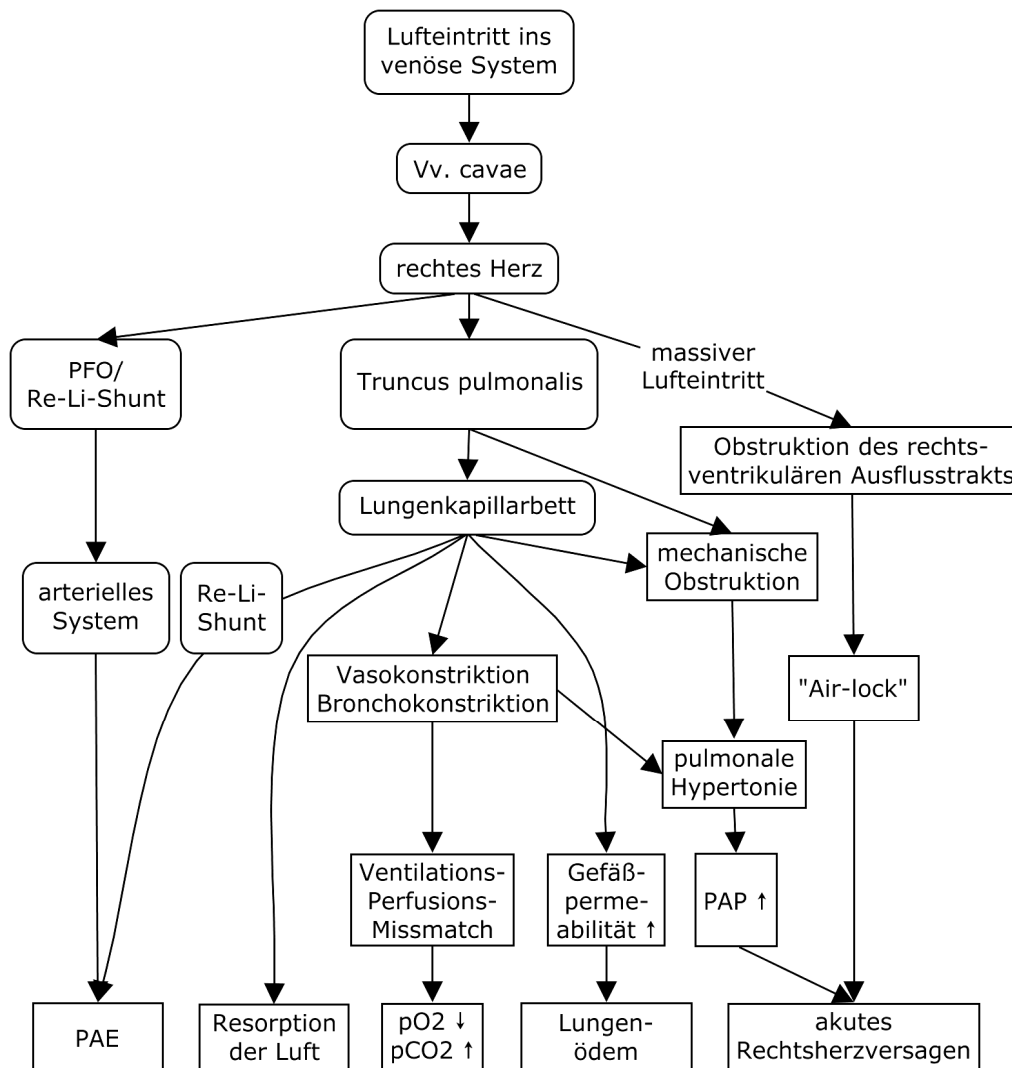 Lufteintritt ins
venöse System
Vv. cavae
rechtes Herz
PFO/
Re-Li-Shunt
Truncus pulmonalis
massiver
Lufteintritt
Obstruktion des rechts-
ventrikulären Ausflusstrakts
Lungenkapillarbett
mechanische
Obstruktion
arterielles
System
Re-Li-
Shunt
Vasokonstriktion
Bronchokonstriktion
"Air-lock"
pulmonale
Hypertonie
Ventilations-
Perfusions-
Missmatch
Gefäß-
perme-
abilität ↑
PAP ↑
PAE
Resorption
der Luft
pO2 ↓
pCO2 ↑
Lungen-
ödem
akutes
Rechtsherzversagen